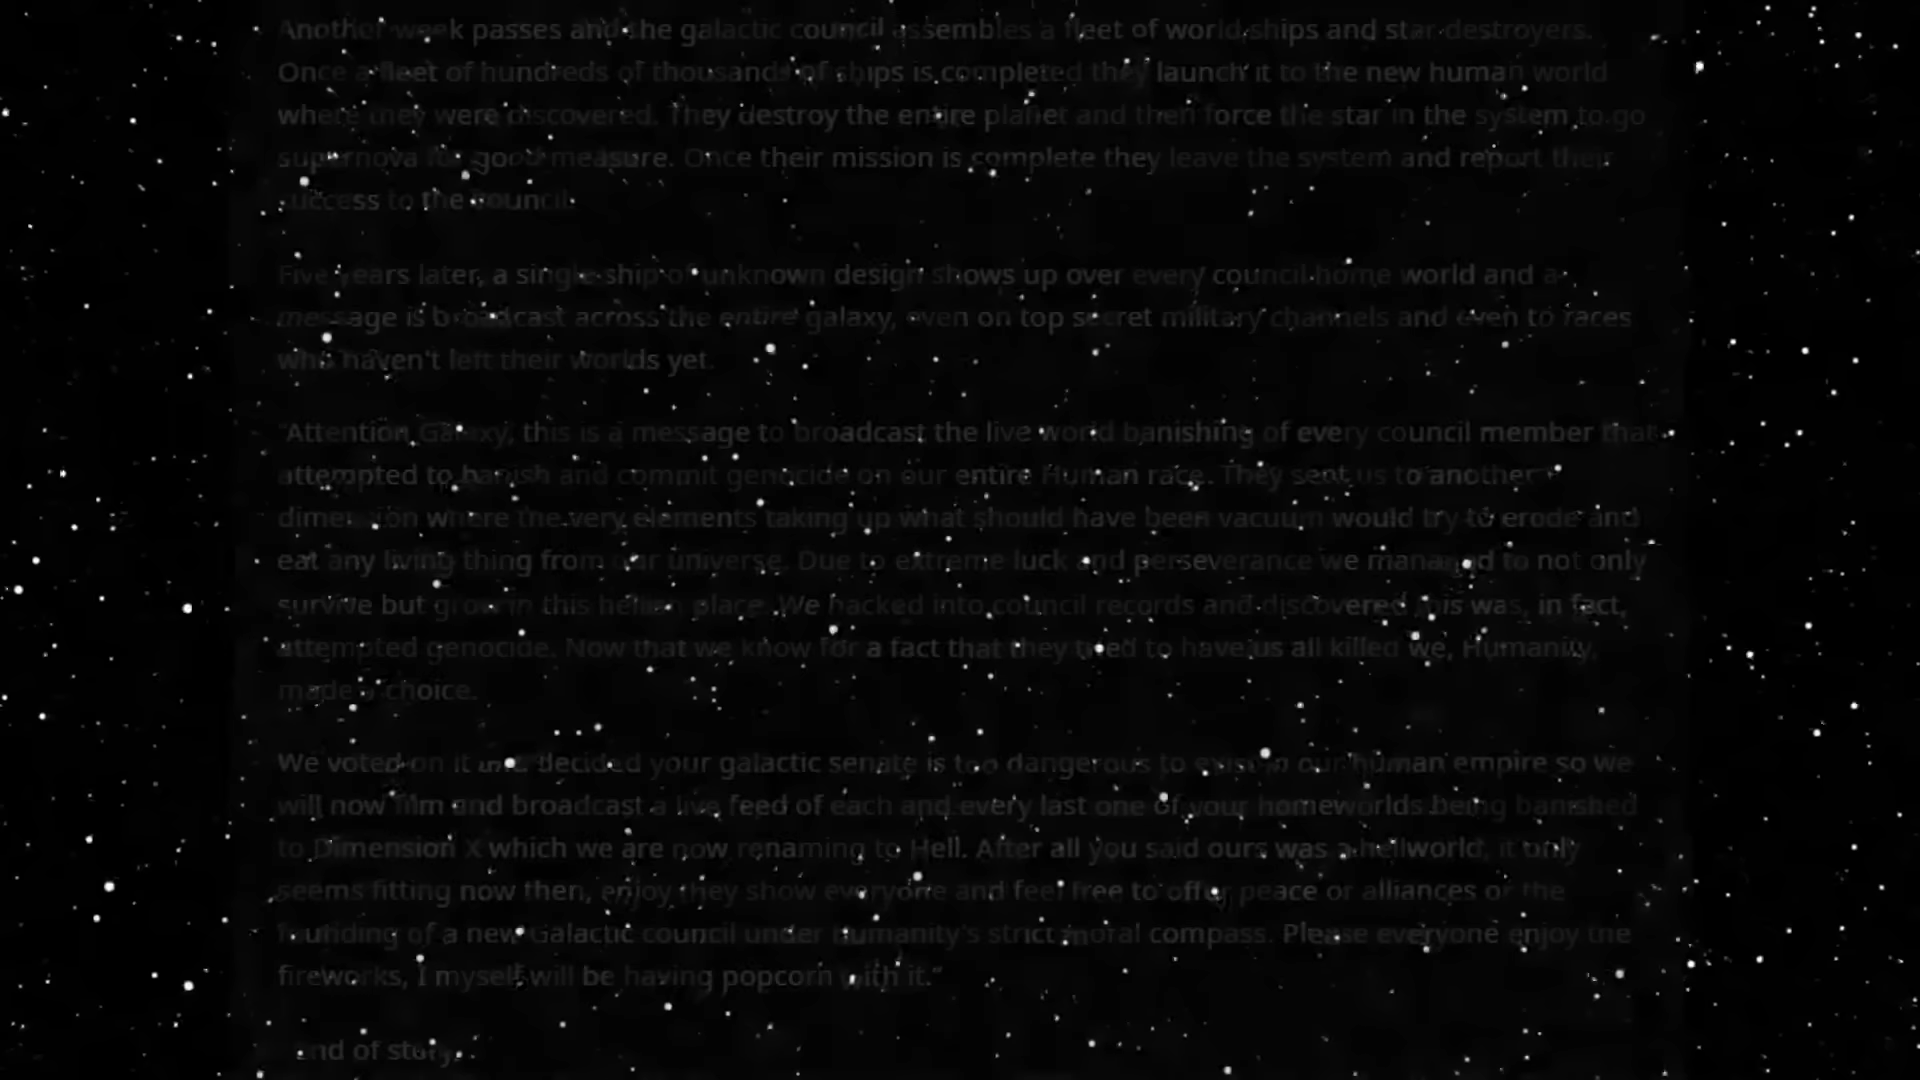 Another week passes and the galactic council assembles a fleet of world ships and star destroyers.
Once a fleet of hundreds of thousands of ships is completed they launch it to the new human world
where they were discovered. They destroy the entire planet and then force the star in the system to go
supernova for good measure. Once their mission is complete they leave the system and report their
success to the council.
Five years later, a single ship of unknown design shows up over every council home world and a
message is broadcast across the entire galaxy, even on top secret military channels and even to races
who haven't left their worlds yet.
"Attention Galaxy, this is a message to broadcast the live world banishing of every council member that
attempted to banish and commit genocide on our entire Human race. They sent us to another
dimension where the very elements taking up what should have been vacuum would try to erode and
eat any living thing from our universe. Due to extreme luck and perseverance we managed to not only
survive but grow in this hellish place. We hacked into council records and discovered this was, in fact,
attempted genocide. Now that we know for a fact that they tried to have us all killed we, Humanity,
made a choice.
We voted on it and decided your galactic senate is too dangerous to exist in our human empire so we
will now film and broadcast a live feed of each and every last one of your homeworlds being banished
to Dimension X which we are now renaming to Hell. After all you said ours was a hellworld, it only
seems fitting now then, enjoy they show everyone and feel free to offer peace or alliances or the
founding of a new Galactic council under humanity's strict moral compass. Please everyone enjoy the
fireworks, I myself will be having popcorn with it."
end of story.